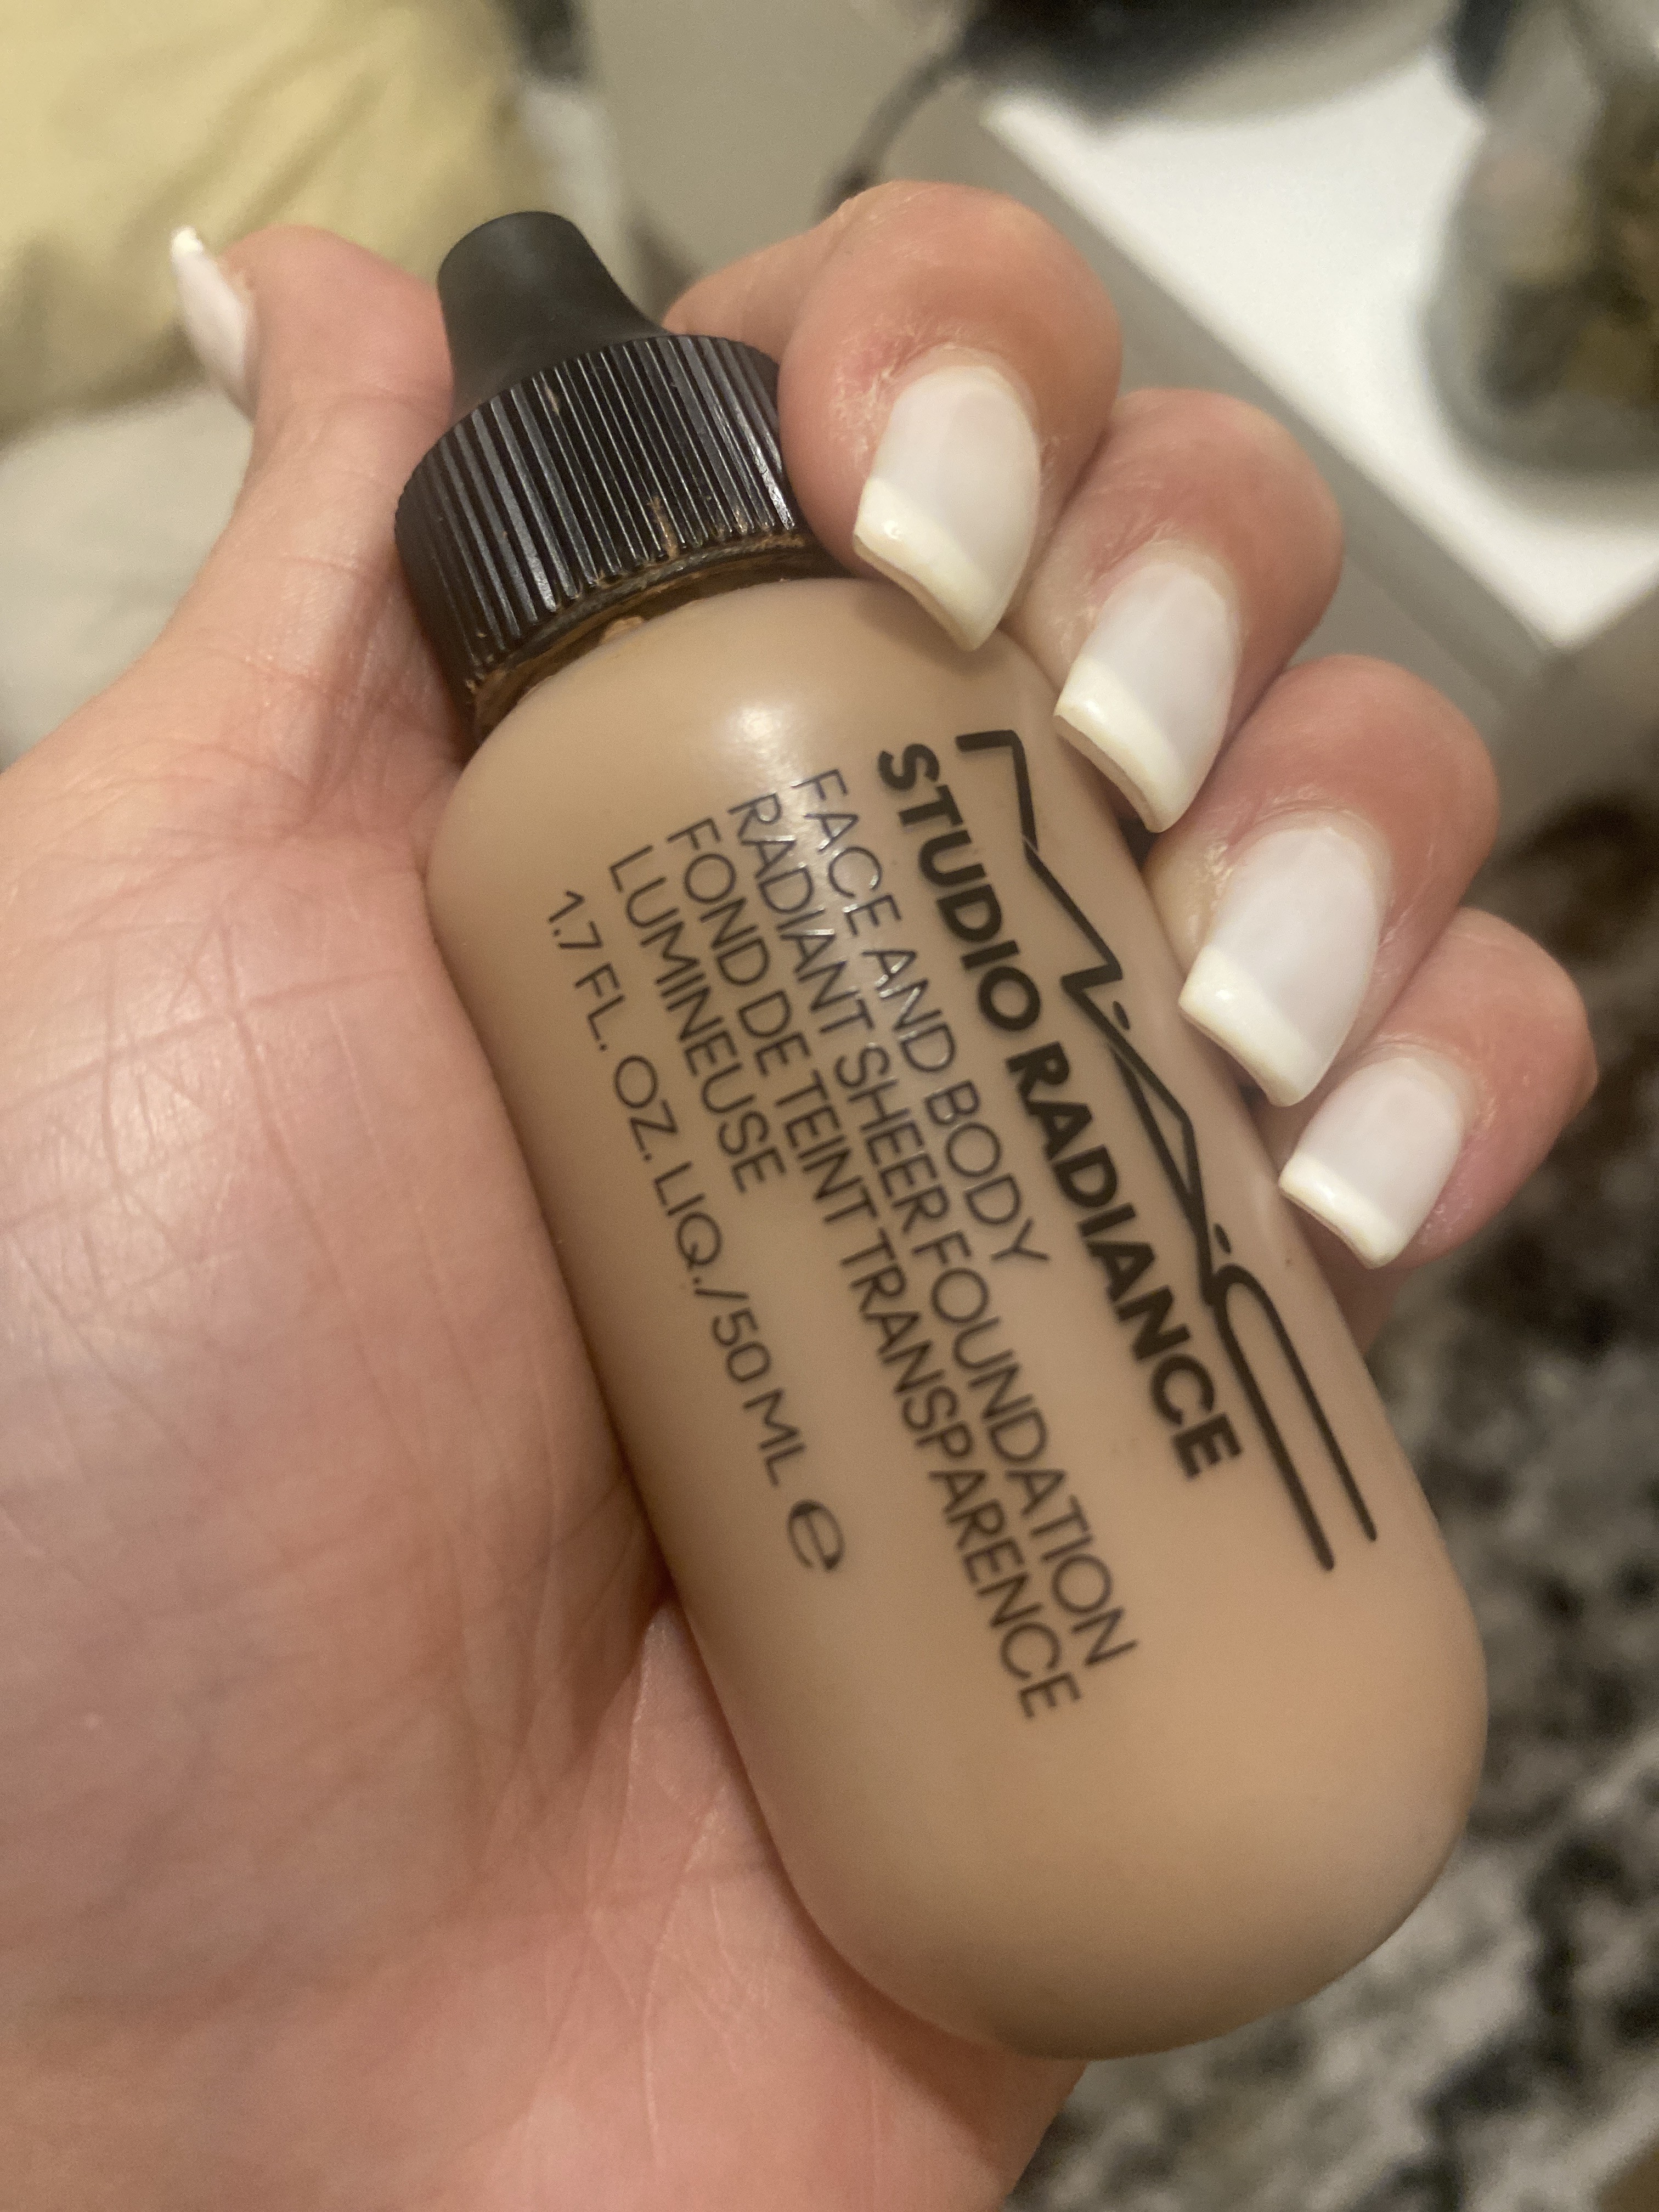 MAC
STUDIO RADIANCE
FACE AND BODY
RADIANT SHEER FOUNDATION
FOND DE TEINT TRANSPARENCE
LUMINEUSE
1.7 FL. OZ. LIQ./50 ML ℮